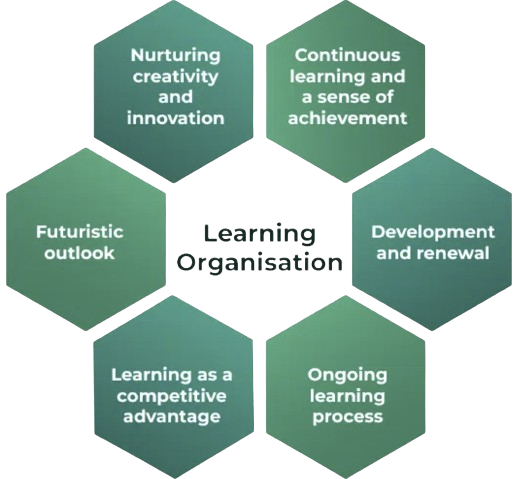 Nurturing
creativity
and
innovation
Continuous
learning and
a sense of
achievement
Futuristic
outlook
Learning
Organisation
Development
and renewal
Learning as a
competitive
advantage
Ongoing
learning
process